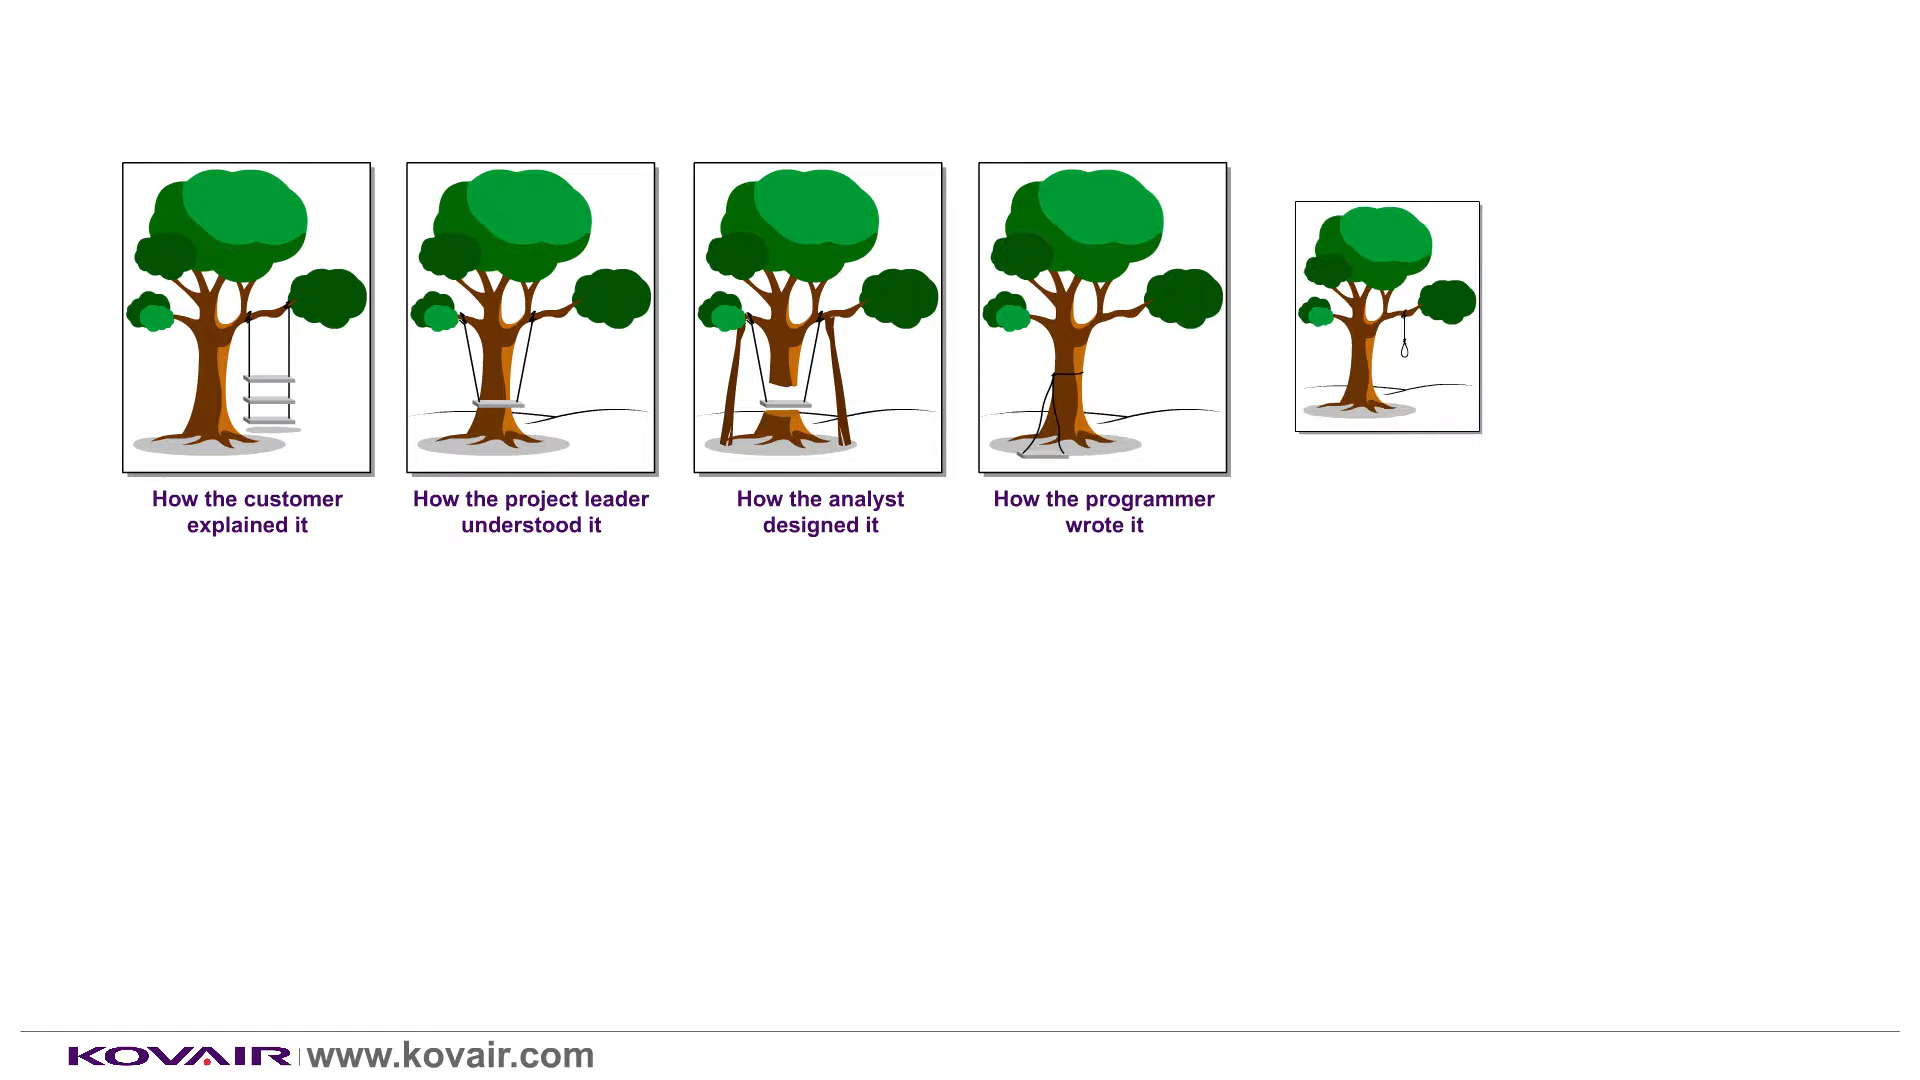 How the customer
explained it
How the project leader
understood it
How the analyst
designed it
How the programmer
wrote it
KOVAIR www.kovair.com